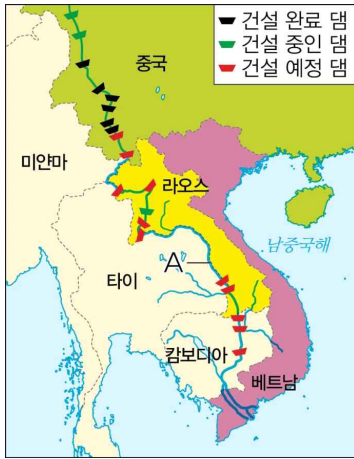 건설 완료 댐
건설 중인 댐
건설 예정 댐
중국
미얀마
라오스
남중국해
A
타이
캄보디아
베트남